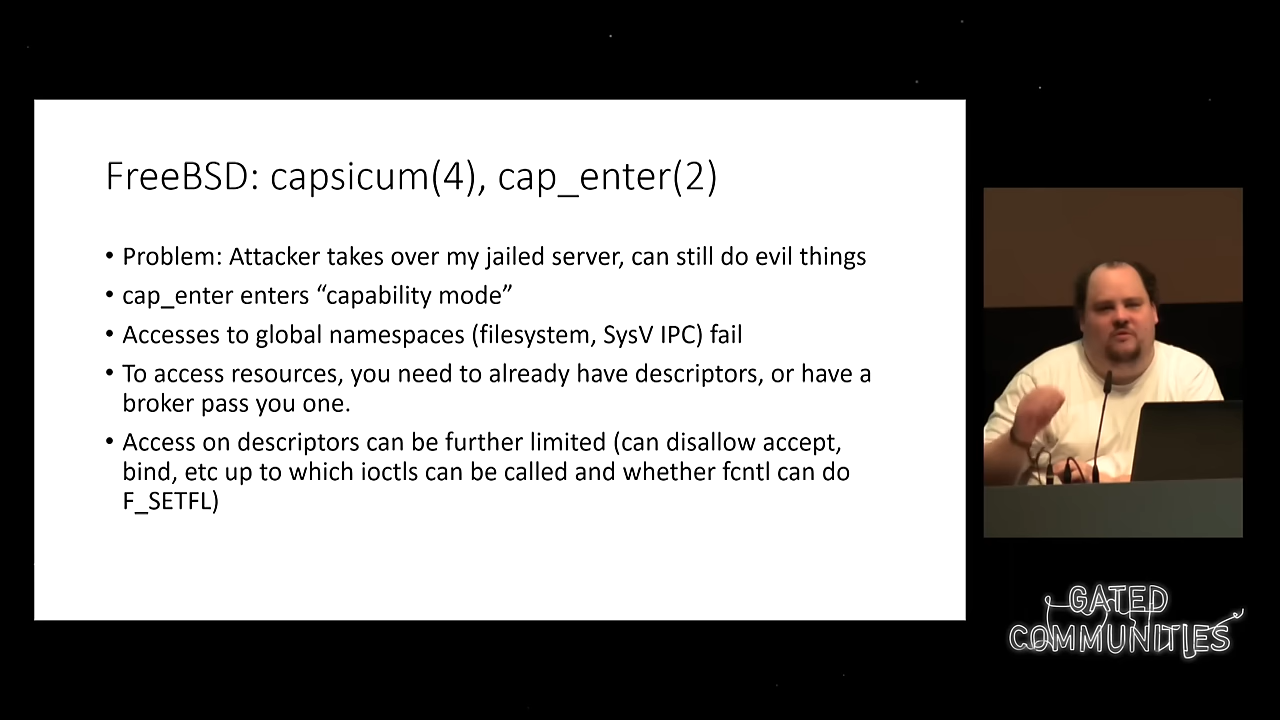 FreeBSD: capsicum(4), cap_enter(2)
• Problem: Attacker takes over my jailed server, can still do evil things
• cap_enter enters “capability mode”
• Accesses to global namespaces (filesystem, SysV IPC) fail
• To access resources, you need to already have descriptors, or have a
broker pass you one.
• Access on descriptors can be further limited (can disallow accept,
bind, etc up to which ioctls can be called and whether fcntl can do
F_SETFL)
GATED
COMMUNITIES